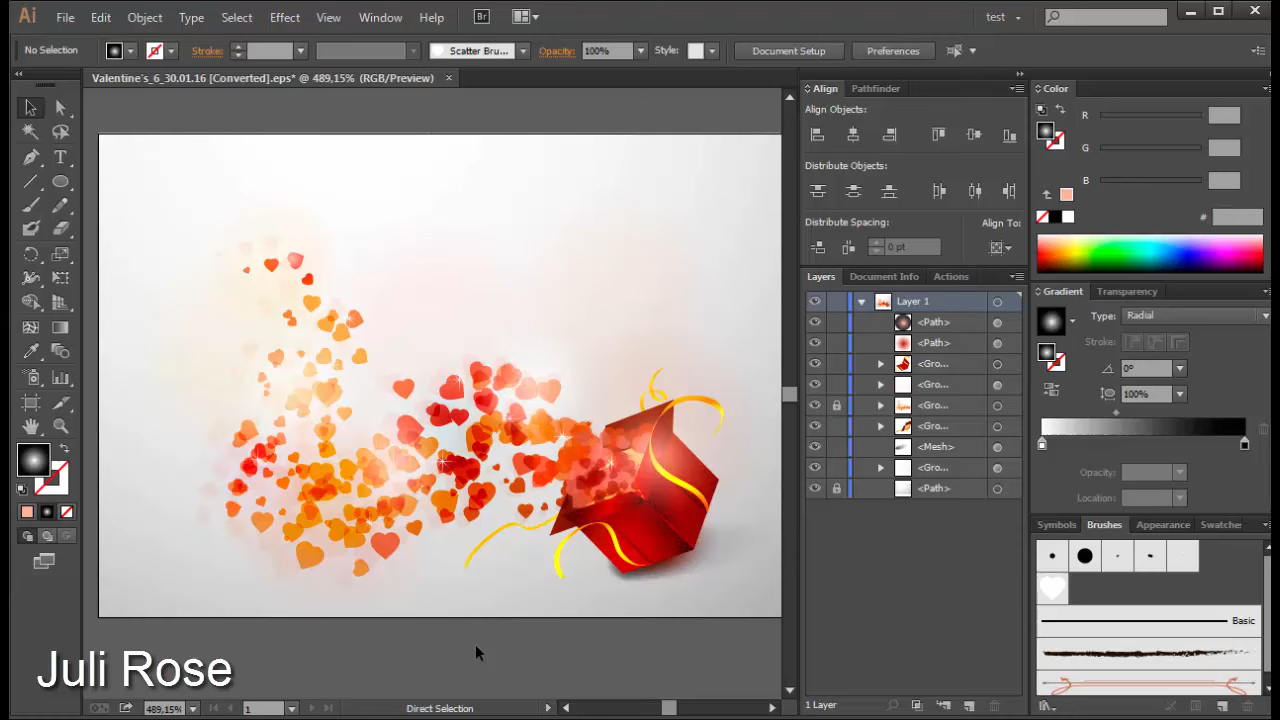 Ai File Edit Object Type Select Effect View Window Help Br test
No Selection Stroke: Scatter Bru... Opacity: 100% Style: Document Setup Preferences
Valentine's_6_30.01.16 [Converted].eps* @ 489,15% (RGB/Preview) ×
Align Pathfinder
Align Objects:
Distribute Objects:
Distribute Spacing: Align To:
0 pt
Layers Document Info Actions
Layer 1
<Path>
<Path>
<Gro...
<Gro...
<Gro...
<Gro...
<Mesh>
<Gro...
<Path>
1 Layer
Color
R
G
B
#
Gradient Transparency
Type: Radial
Stroke:
0°
100%
Opacity:
Location:
Symbols Brushes Appearance Swatches
Basic
Juli Rose
489,15% 1 Direct Selection